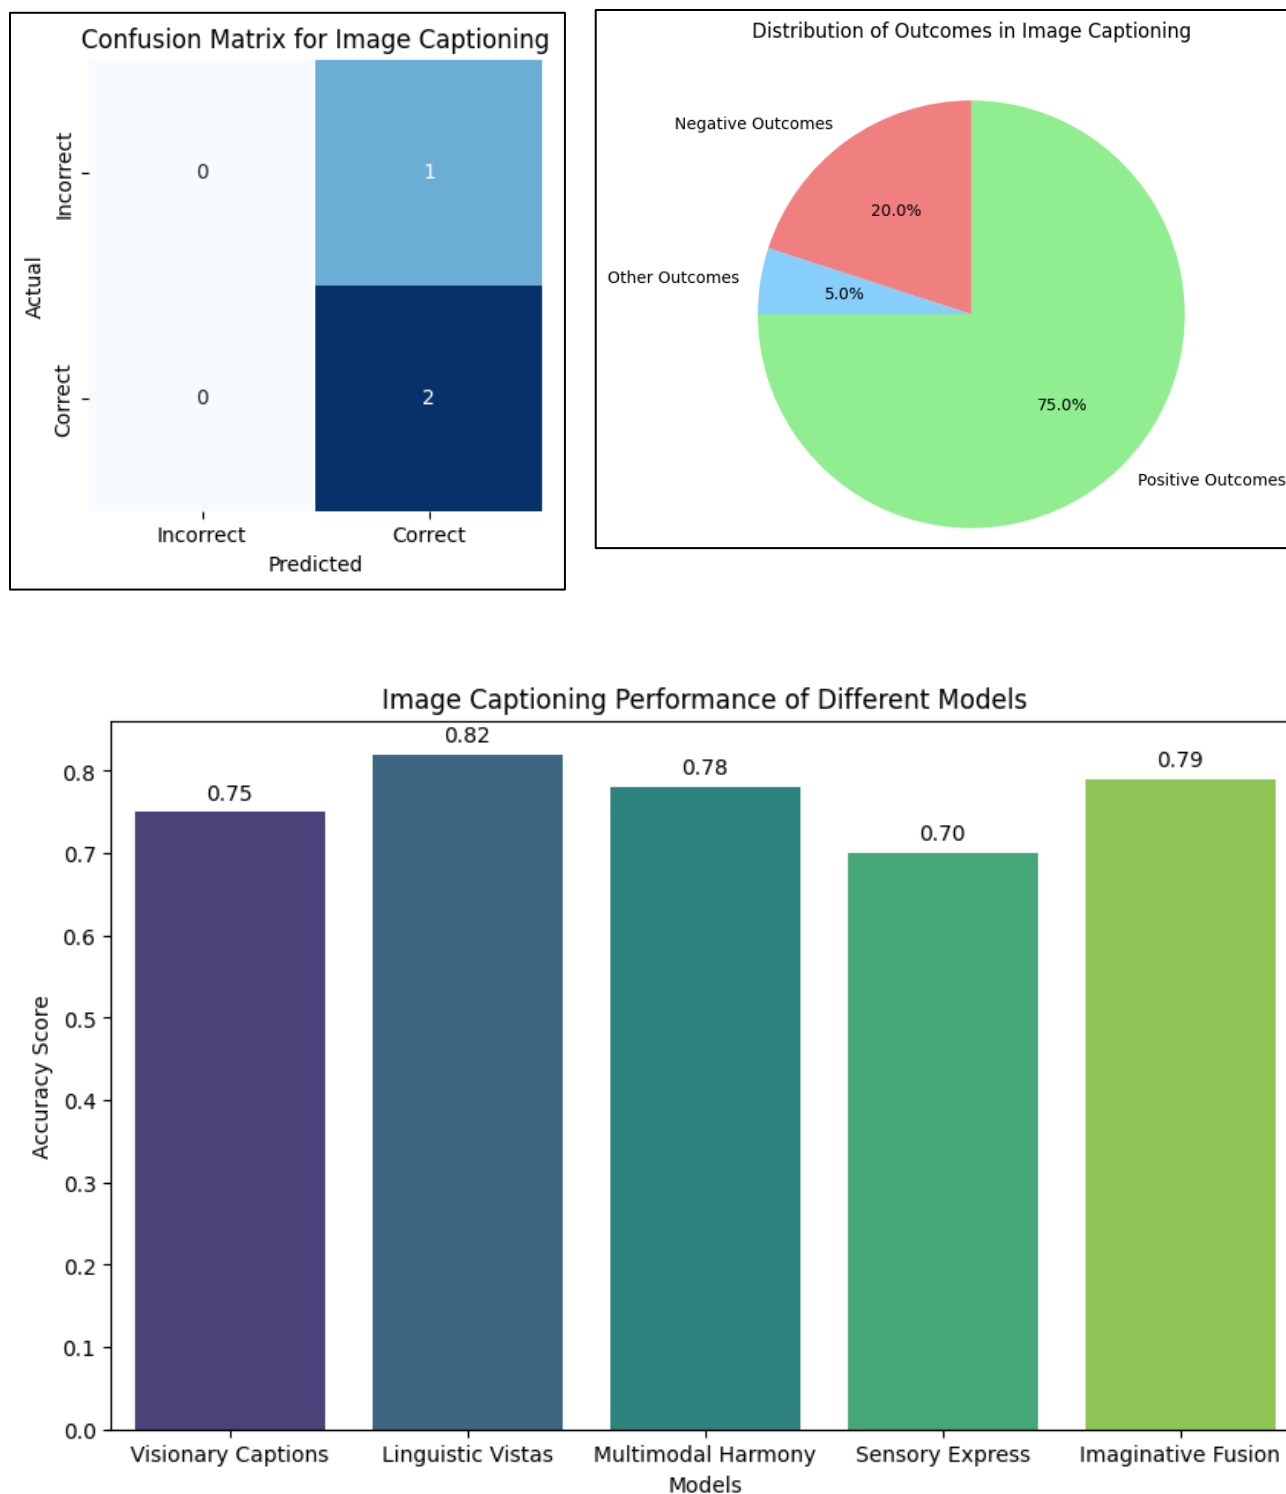 Confusion Matrix for Image Captioning
Actual
Incorrect
0
1
Correct
0
2
Incorrect
Correct
Predicted
Distribution of Outcomes in Image Captioning
Negative Outcomes
20.0%
Other Outcomes
5.0%
75.0%
Positive Outcomes
Image Captioning Performance of Different Models
Accuracy Score
0.8
0.7
0.6
0.5
0.4
0.3
0.2
0.1
0.0
0.75
0.82
0.78
0.70
0.79
Visionary Captions
Linguistic Vistas
Multimodal Harmony
Sensory Express
Imaginative Fusion
Models